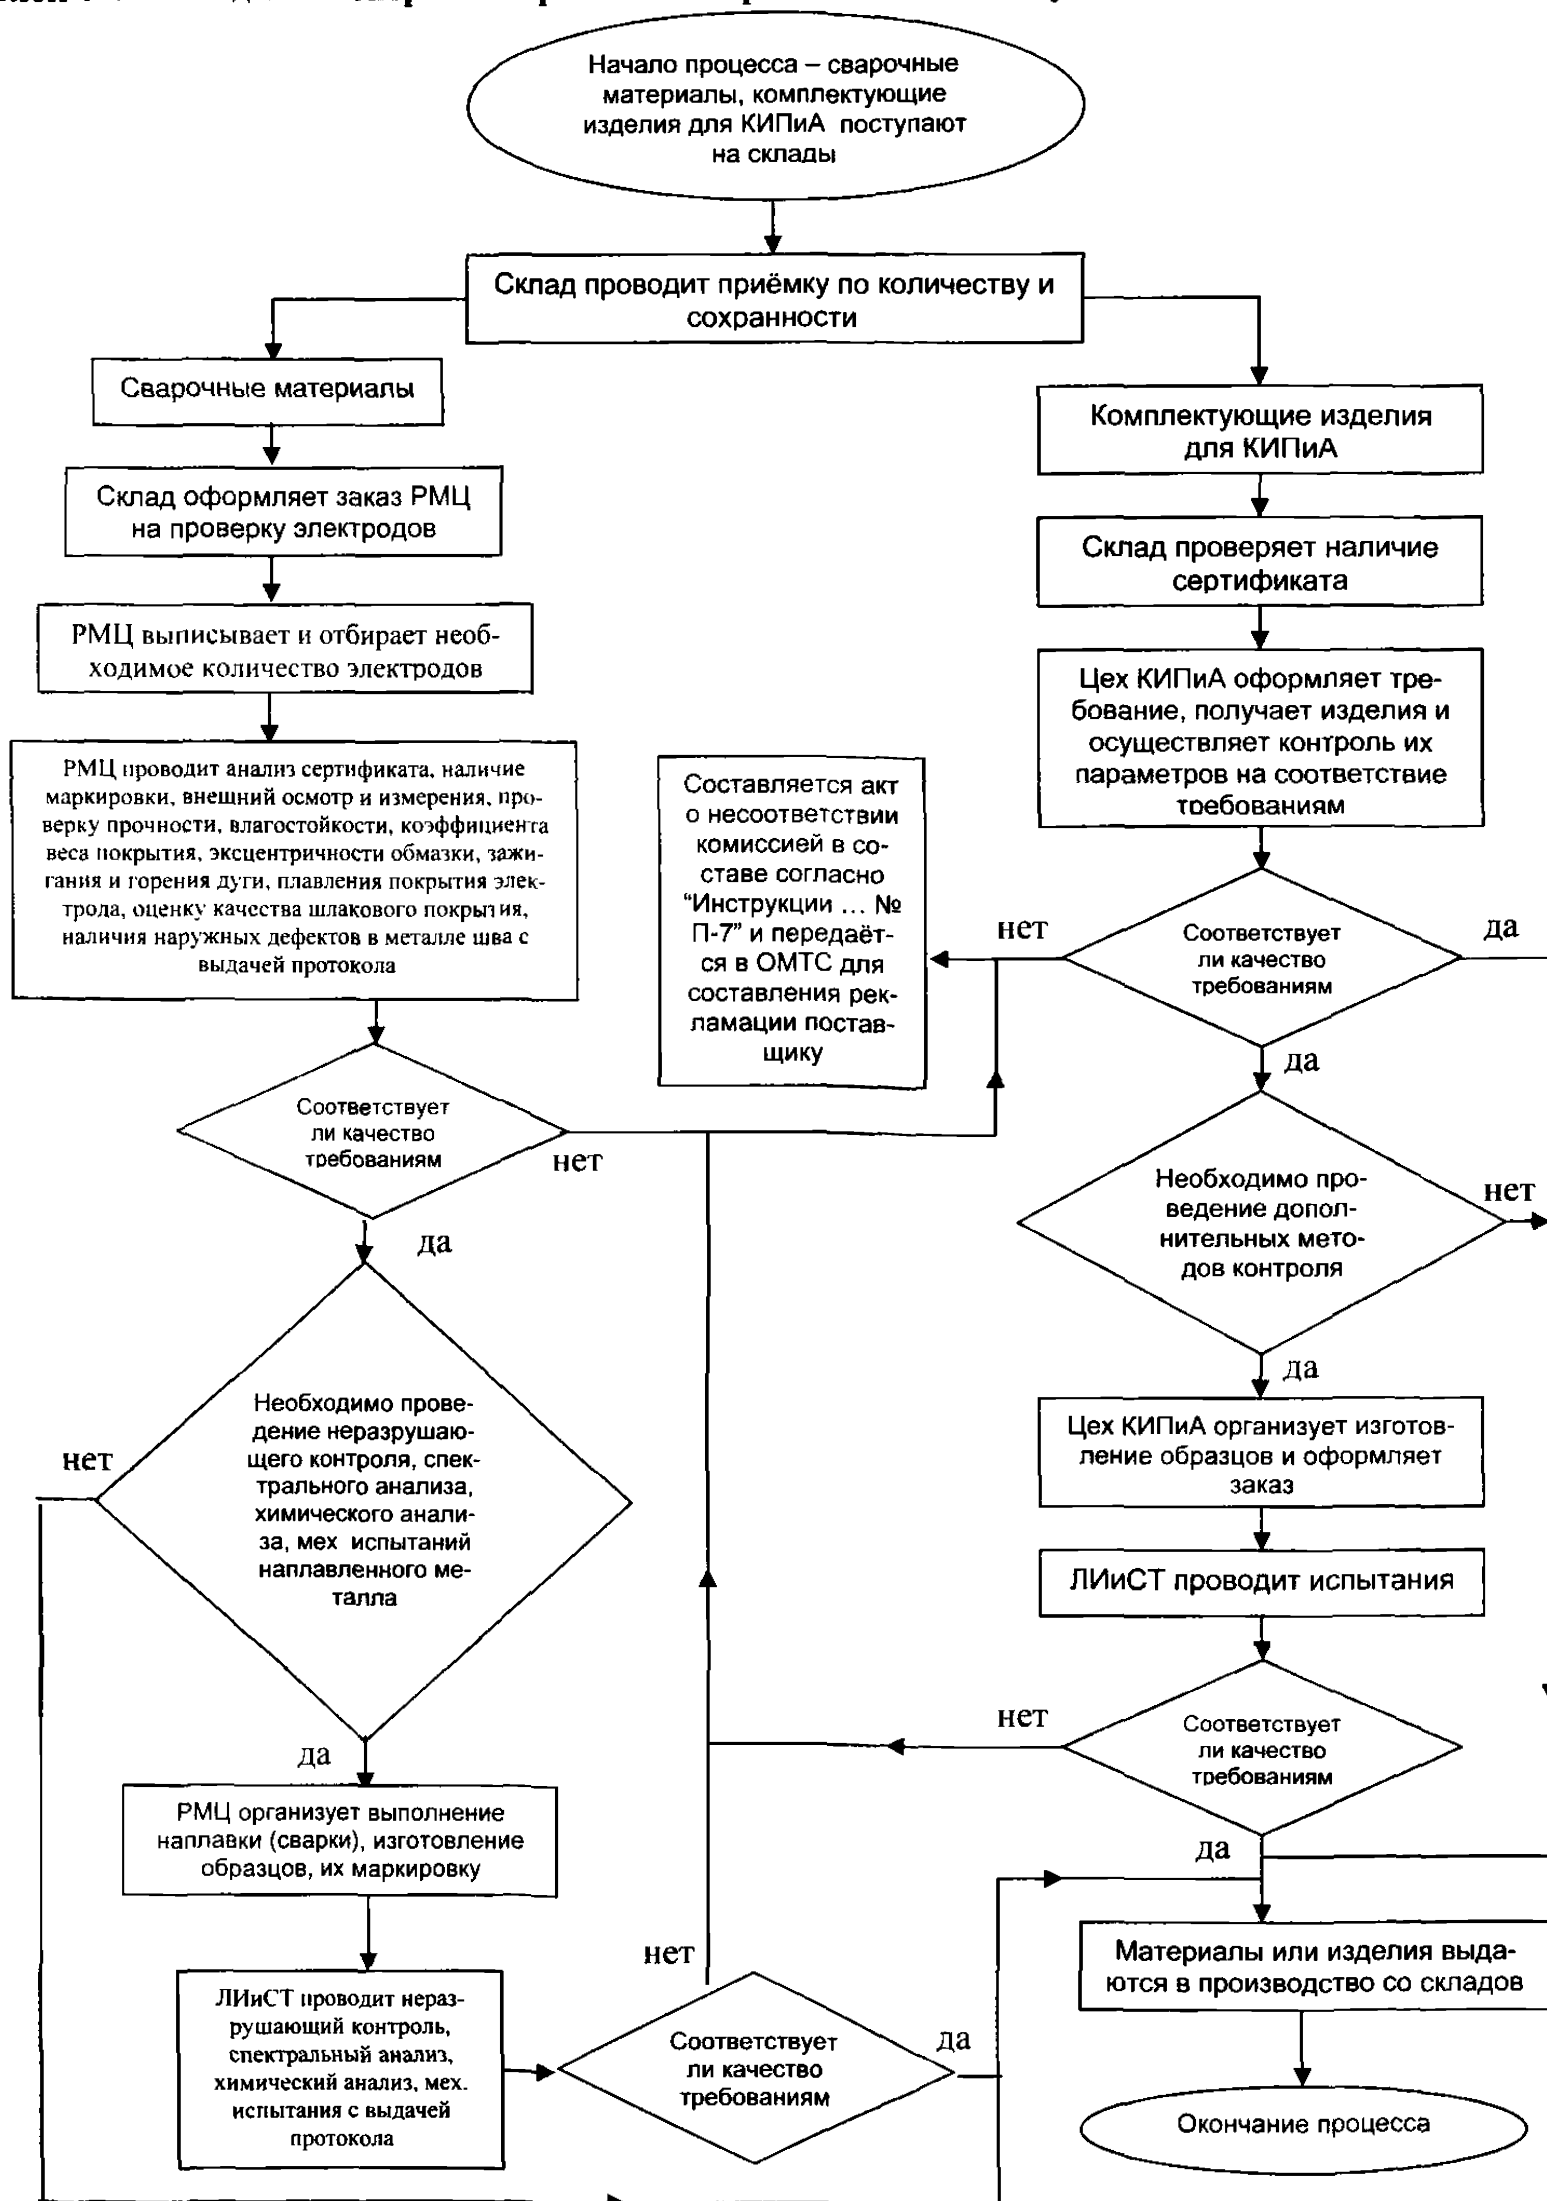 Начало процесса – сварочные
материалы, комплектующие
изделия для КИПиА поступают
на склады
Склад проводит приёмку по количеству и
сохранности
Сварочные материалы
Склад оформляет заказ РМЦ
на проверку электродов
РМЦ выписывает и отбирает необ-
ходимое количество электродов
РМЦ проводит анализ сертификата, наличие
маркировки, внешний осмотр и измерения, про-
верку прочности, влагостойкости, коэффициента
веса покрытия, эксцентричности обмазки, зажи-
гания и горения дуги, плавления покрытия элек-
трода, оценку качества шлакового покрытия,
наличия наружных дефектов в металле шва с
выдачей протокола
Соответствует
ли качество
требованиям
нет
да
Необходимо прове-
дение неразрушаю-
щего контроля, спек-
трального анализа,
химического анали-
за, мех испытаний
наплавленного ме-
талла
нет
да
РМЦ организует выполнение
наплавки (сварки), изготовление
образцов, их маркировку
ЛИиСТ проводит нераз-
рушающий контроль,
спектральный анализ,
химический анализ, мех.
испытания с выдачей
протокола
Соответствует
ли качество
требованиям
нет
да
Составляется акт
о несоответствии
комиссией в со-
ставе согласно
“Инструкции ... №
П-7” и передаёт-
ся в ОМТС для
составления рек-
ламации постав-
щику
Комплектующие изделия
для КИПиА
Склад проверяет наличие
сертификата
Цех КИПиА оформляет тре-
бование, получает изделия и
осуществляет контроль их
параметров на соответствие
требованиям
Соответствует
ли качество
требованиям
нет
да
да
Необходимо про-
ведение допол-
нительных мето-
дов контроля
нет
да
Цех КИПиА организует изготов-
ление образцов и оформляет
заказ
ЛИиСТ проводит испытания
Соответствует
ли качество
требованиям
нет
да
Материалы или изделия выда-
ются в производство со складов
Окончание процесса